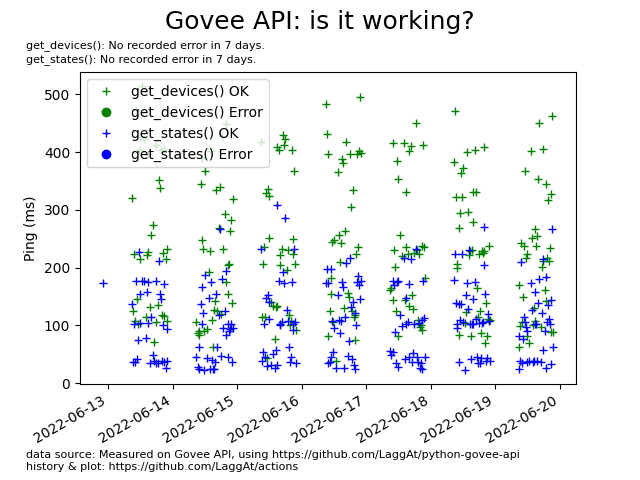 Govee API: is it working?
get_devices(): No recorded error in 7 days.
get_states(): No recorded error in 7 days.
get_devices() OK
get_devices() Error
get_states() OK
get_states() Error
Ping (ms)
500
400
300
200
100
0
2022-06-13
2022-06-14
2022-06-15
2022-06-16
2022-06-17
2022-06-18
2022-06-19
2022-06-20
data source: Measured on Govee API, using https://github.com/LaggAt/python-govee-api
history & plot: https://github.com/LaggAt/actions